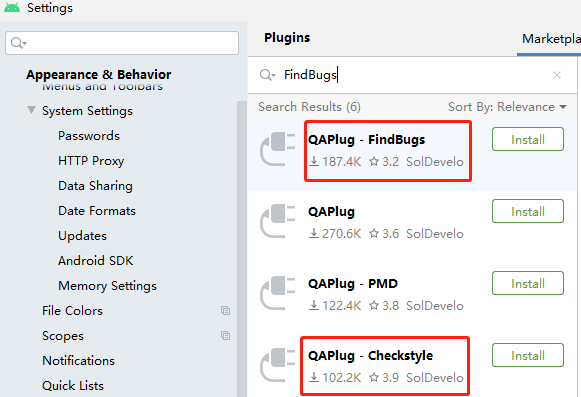 Settings
Appearance & Behavior
Menus and Toolbars
System Settings
Passwords
HTTP Proxy
Data Sharing
Date Formats
Updates
Android SDK
Memory Settings
File Colors
Scopes
Notifications
Quick Lists
Plugins
Marketpla
FindBugs
Search Results (6)
Sort By: Relevance
QAPlug - FindBugs
Install
187.4K 3.2 SolDevelo
QAPlug
Install
270.6K 3.6 SolDevelo
QAPlug - PMD
Install
122.4K 3.8 SolDevelo
QAPlug - Checkstyle
Install
102.2K 3.9 SolDevelo